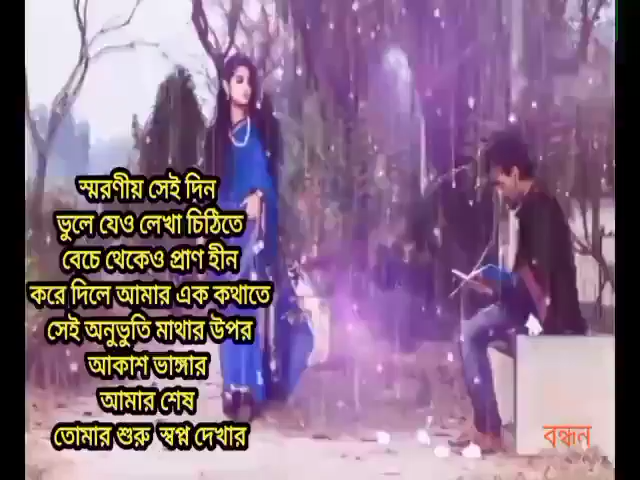 স্মরণীয় সেই দিন
ভুলে যেও লেখা চিঠিতে
বেচে থেকেও প্রাণ হীন
করে দিলে আমার এক কথাতে
সেই অনুভুতি মাথার উপর
আকাশ ভাঙ্গার
আমার শেষ
তোমার শুরু স্বপ্ন দেখার
বন্ধন